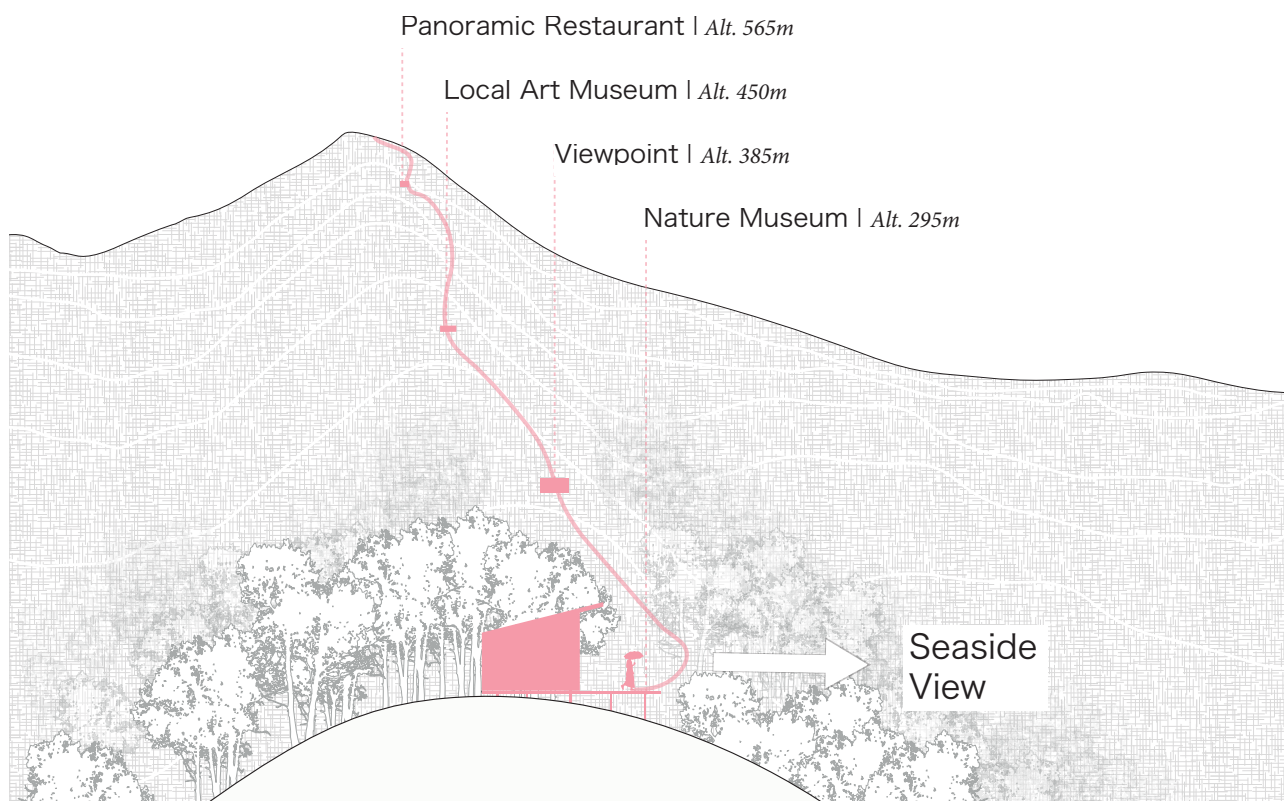 Panoramic Restaurant | Alt. 565m
Local Art Museum | Alt. 450m
Viewpoint | Alt. 385m
Nature Museum | Alt. 295m
Seaside
View